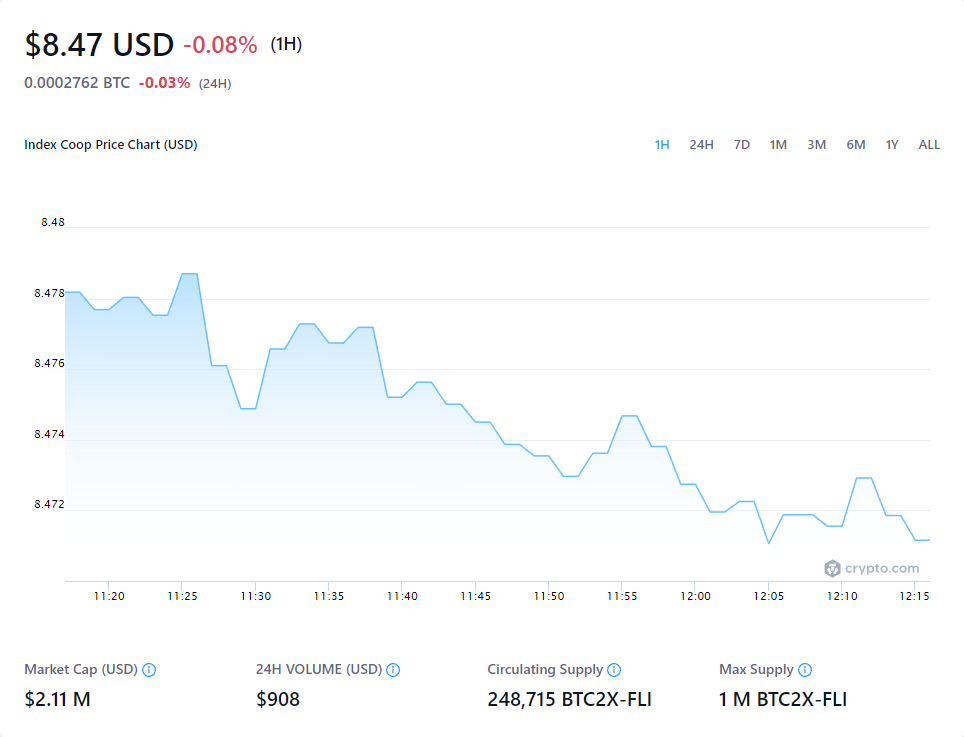 $8.47 USD -0.08% (1H)
0.0002762 BTC -0.03% (24H)
Index Coop Price Chart (USD) 1H 24H 7D 1M 3M 6M 1Y ALL
8.48
8.478
8.476
8.474
8.472
crypto.com
11:20 11:25 11:30 11:35 11:40 11:45 11:50 11:55 12:00 12:05 12:10 12:15
Market Cap (USD) 24H VOLUME (USD) Circulating Supply Max Supply
$2.11 M $908 248,715 BTC2X-FLI 1 M BTC2X-FLI